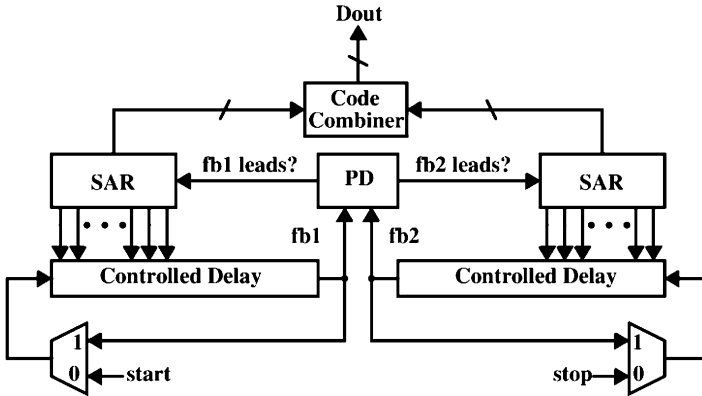 Dout
Code
Combiner
fb1 leads?
fb2 leads?
SAR
PD
SAR
fb1
fb2
Controlled Delay
Controlled Delay
1
0
start
stop
1
0